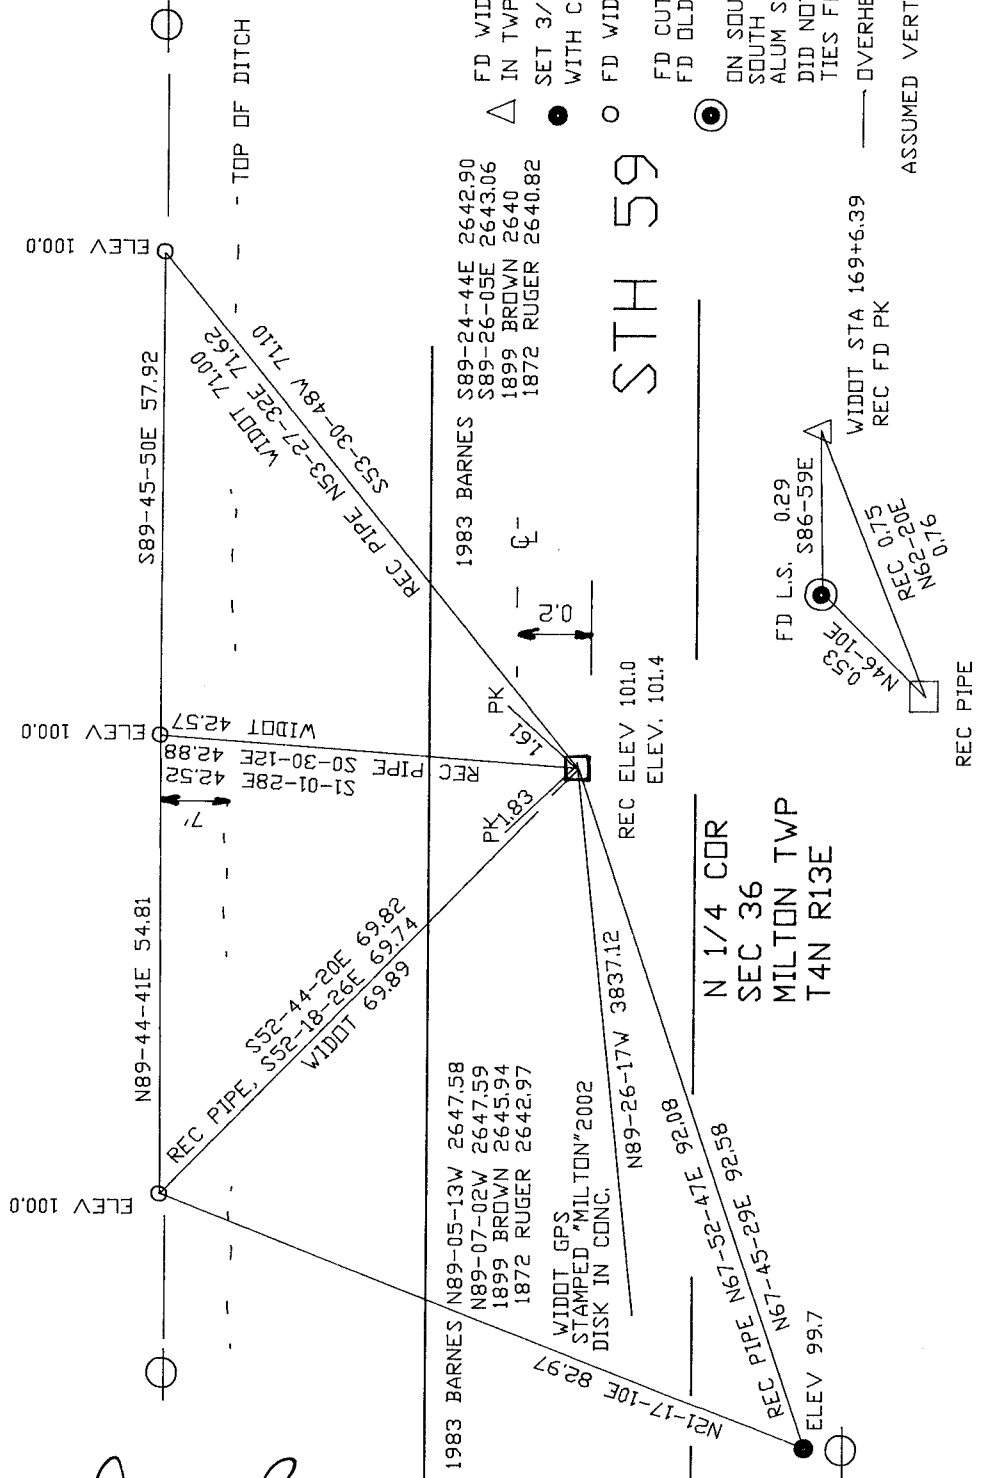 TOP OF DITCH
ELEV 100.0
S89-45-50E 57.92
ELEV 100.0
N89-44-41E 54.81
ELEV 100.0
7'
WIDOT 71.00
REC PIPE N53-27-32E 71.62
S53-30-48W 71.10
WIDOT 42.57
REC PIPE S0-30-12E 42.88
S1-01-28E 42.52
S52-44-20E 69.82
REC PIPE, S52-18-26E 69.74
WIDOT 69.89
PK 1.83
PK
1.61
0.2
1983 BARNES N89-05-13W 2647.58
N89-07-02W 2647.59
1899 BROWN 2645.94
1872 RUGER 2642.97
1983 BARNES S89-24-44E 2642.90
S89-26-05E 2643.06
1899 BROWN 2640
1872 RUGER 2640.82
STH 59
WIDOT GPS
STAMPED "MILTON"2002
DISK IN CONC.
N89-26-17W 3837.12
REC ELEV 101.0
ELEV. 101.4
N21-17-10E 82.97
REC PIPE N67-52-47E 92.08
N67-45-29E 92.58
ELEV 99.7
N 1/4 COR
SEC 36
MILTON TWP
T4N R13E
FD L.S. 0.29
S86-59E
0.53
N46-10E
REC 0.75
N62-20E
0.76
REC PIPE
WIDOT STA 169+6.39
REC FD PK
FD WID
IN TWP
SET 3/
WITH C
FD WID
FD CUT
FD OLD
ON SOU
SOUTH
ALUM S
DID NOT
TIES F
OVERHE
ASSUMED VERT